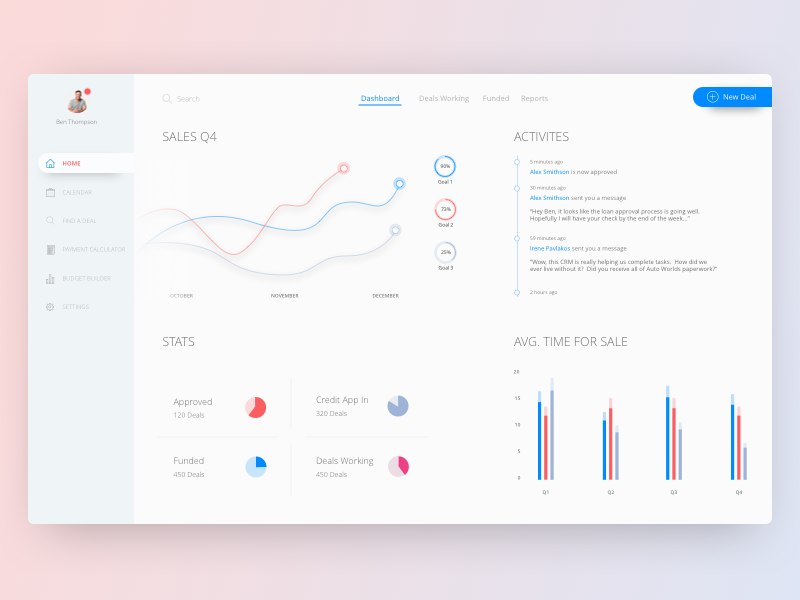 Ben Thompson
HOME
CALENDAR
FIND A DEAL
PAYMENT CALCULATOR
BUDGET BUILDER
SETTINGS
Search
Dashboard
Deals Working
Funded
Reports
New Deal
SALES Q4
90%
Goal 1
73%
Goal 2
25%
Goal 3
OCTOBER
NOVEMBER
DECEMBER
ACTIVITES
5 minutes ago
Alex Smithson is now approved
30 minutes ago
Alex Smithson sent you a message
"Hey Ben, it looks like the loan approval process is going well.
Hopefully I will have your check by the end of the week..."
59 minutes ago
Irene Pavlakos sent you a message
"Wow, this CRM is really helping us complete tasks. How did we
ever live without it? Did you receive all of Auto Worlds paperwork?"
2 hours ago
STATS
Approved
120 Deals
Credit App In
320 Deals
Funded
450 Deals
Deals Working
450 Deals
AVG. TIME FOR SALE
20
15
10
5
0
Q1
Q2
Q3
Q4